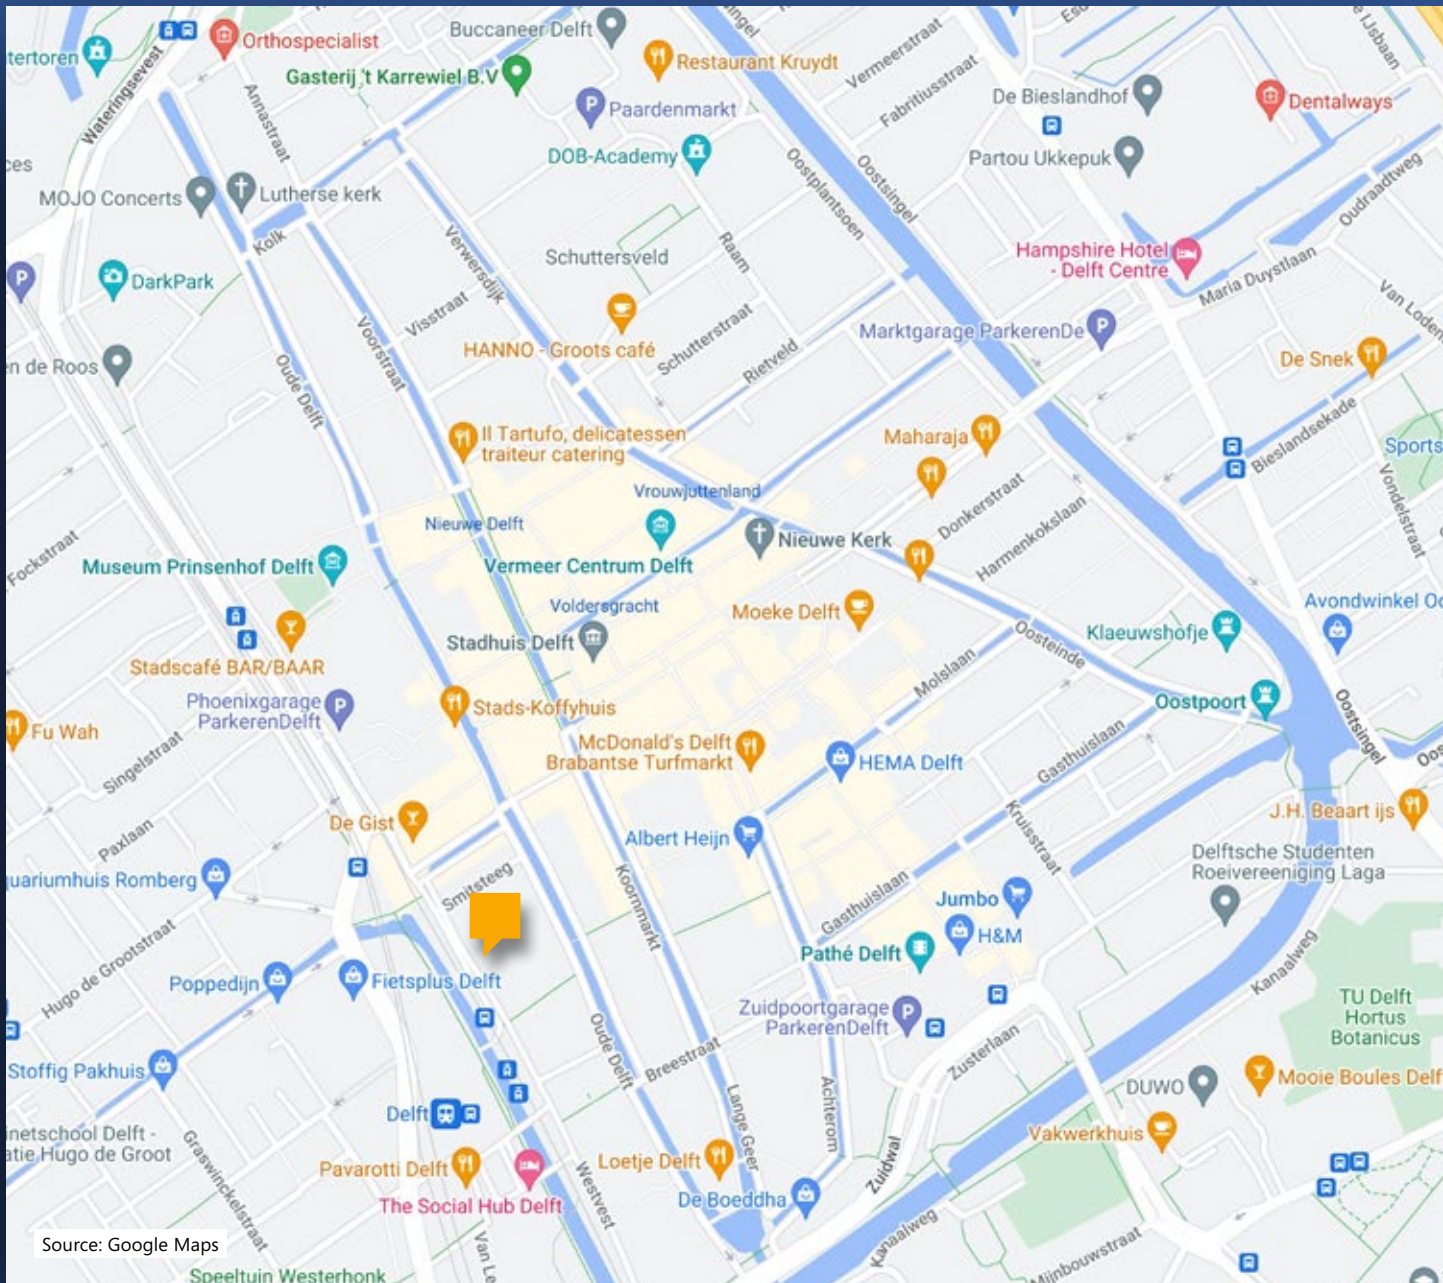 Buccaneer Delft
Orthospecialist
tertoren
Restaurant Kruydt
Gasterij 't Karrewiel B.V
Wateringsevest
Annastraat
Paardenmarkt
Vermeerstraat
Fabritiusstraat
De Bieslandhof
Dentalways
DOB-Academy
Partou Ukkepuk
MOJO Concerts
Lutherse kerk
Oostplantsoen
Oostsingel
Oudraadtweg
Kolk
Verwersdijk
Schuttersveld
Raam
Hampshire Hotel
- Delft Centre
Maria Duystlaan
Van Loden
DarkPark
Visstraat
Voorstraat
Schutterstraat
Marktgarage ParkerenDe
HANNO - Groots café
Rietveld
De Snek
en de Roos
Oude Delft
Bieslandsekade
Il Tartufo, delicatessen
traiteur catering
Maharaja
Sports
Vrouwjuttenland
Donkerstraat
Harmenkokslaan
Vondelstraat
Nieuwe Delft
Nieuwe Kerk
Fockstraat
Museum Prinsenhof Delft
Vermeer Centrum Delft
Voldersgracht
Moeke Delft
Avondwinkel Oo
Klaeuwshofje
Oosteinde
Stadhuis Delft
Stadscafé BAR/BAAR
Molslaan
Oostpoort
Phoenixgarage
ParkerenDelft
Stads-Koffyhuis
Fu Wah
Singelstraat
McDonald's Delft
Brabantse Turfmarkt
HEMA Delft
Gasthuislaan
Oostsingel
De Gist
Albert Heijn
Kruisstraat
J.H. Beaart ijs
Paxlaan
Delftsche Studenten
Roeivereeniging Laga
quariumhuis Romberg
Smitsteeg
Koornmarkt
Gasthuislaan
Jumbo
H&M
Pathé Delft
Hugo de Grootstraat
Poppedijn
Fietsplus Delft
Kanaalweg
TU Delft
Hortus
Botanicus
Zuidpoortgarage
ParkerenDelft
Oude Delft
Breestraat
Zusterlaan
Stoffig Pakhuis
DUWO
Mooie Boules Delf
Delft
Lange Geer
Achterom
Vakwerkhuis
inetschool Delft -
atie Hugo de Groot
Graswinckelstraat
Pavarotti Delft
Loetje Delft
Zuidwal
The Social Hub Delft
Westvest
De Boeddha
Kanaalweg
Source: Google Maps
Van Le
Mijnbouwstraat
Speeltuin Westerhonk